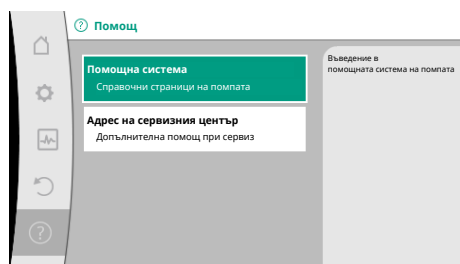 Помощ
Помощна система
Справочни страници на помпата
Адрес на сервизния център
Допълнителна помощ при сервиз
Въведение в
помощната система на помпата